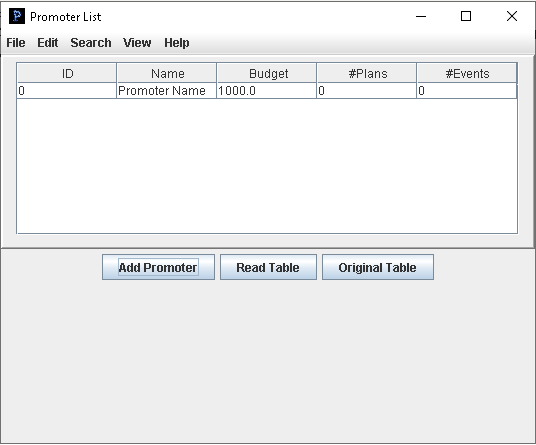 Promoter List
File Edit Search View Help
ID Name Budget #Plans #Events
0 Promoter Name 1000.0 0 0
Add Promoter Read Table Original Table